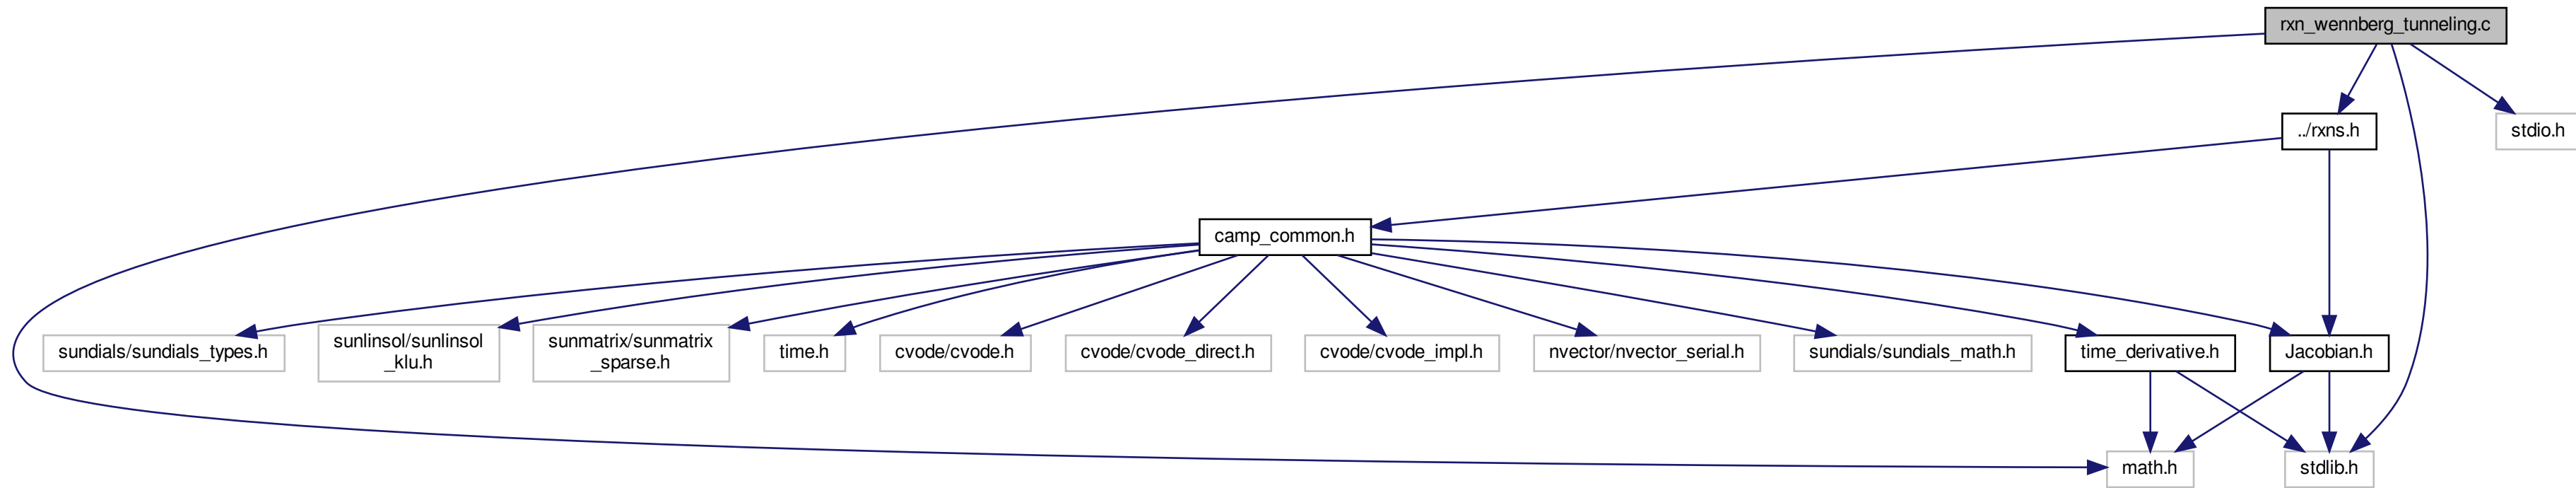 rxn_wennberg_tunneling.c
../rxns.h
stdio.h
camp_common.h
sundials/sundials_types.h
sunlinsol/sunlinsol
_klu.h
sunmatrix/sunmatrix
_sparse.h
time.h
cvode/cvode.h
cvode/cvode_direct.h
cvode/cvode_impl.h
nvector/nvector_serial.h
sundials/sundials_math.h
time_derivative.h
Jacobian.h
math.h
stdlib.h